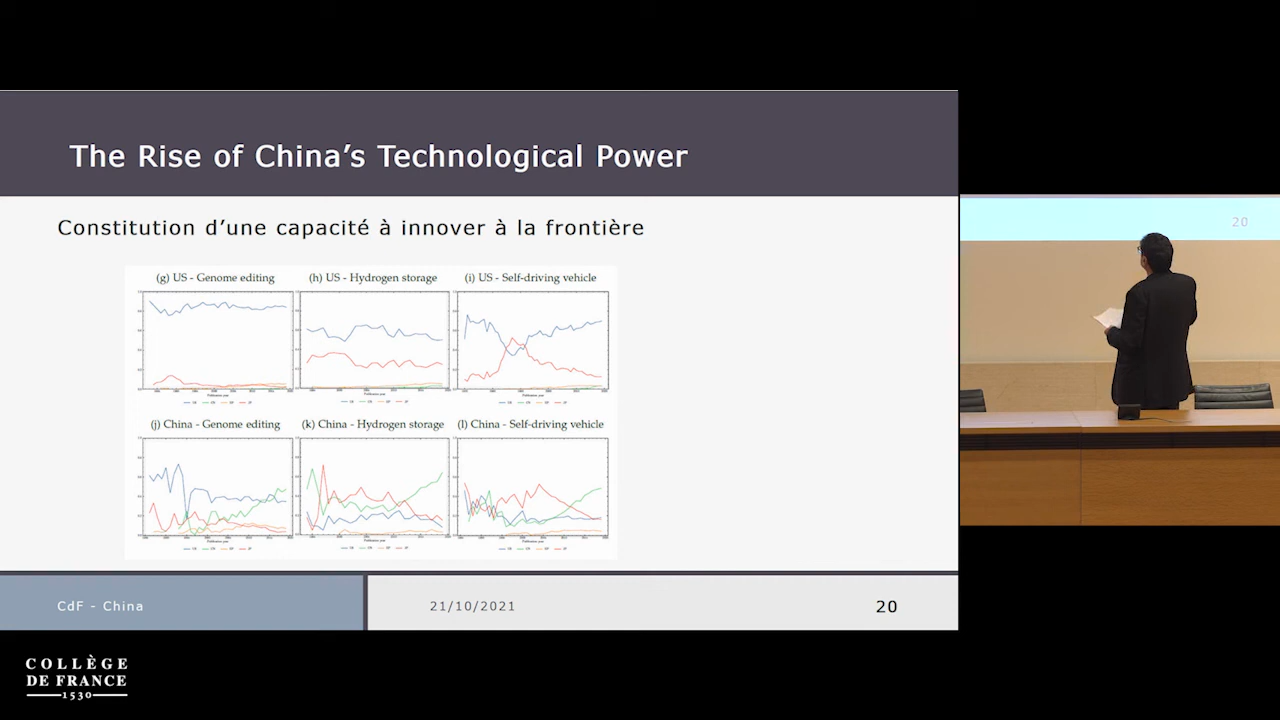 The Rise of China's Technological Power
Constitution d'une capacité à innover à la frontière
(g) US - Genome editing
(h) US - Hydrogen storage
(i) US - Self-driving vehicle
(j) China - Genome editing
(k) China - Hydrogen storage
(l) China - Self-driving vehicle
CdF - China
21/10/2021
20
20
COLLÈGE
DE FRANCE
1530